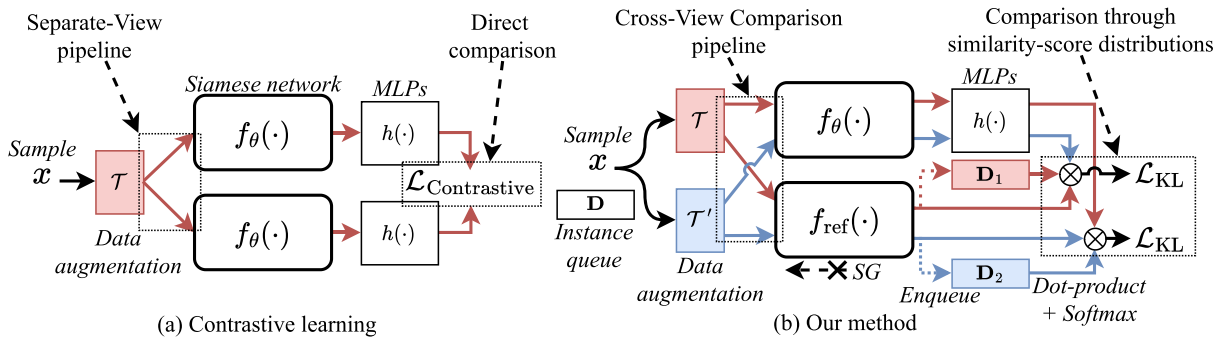 Separate-View
pipeline
Direct
comparison
Siamese network
MLPs
Sample
x
𝒯
f_θ(·)
h(·)
ℒ_Contrastive
f_θ(·)
h(·)
Data
augmentation
(a) Contrastive learning
Cross-View Comparison
pipeline
Comparison through
similarity-score distributions
MLPs
Sample
x
𝒯
f_θ(·)
h(·)
D₁
ℒ_KL
D
Instance
queue
𝒯′
f_ref(·)
ℒ_KL
SG
Data
augmentation
Enqueue
D₂
Dot-product
+ Softmax
(b) Our method